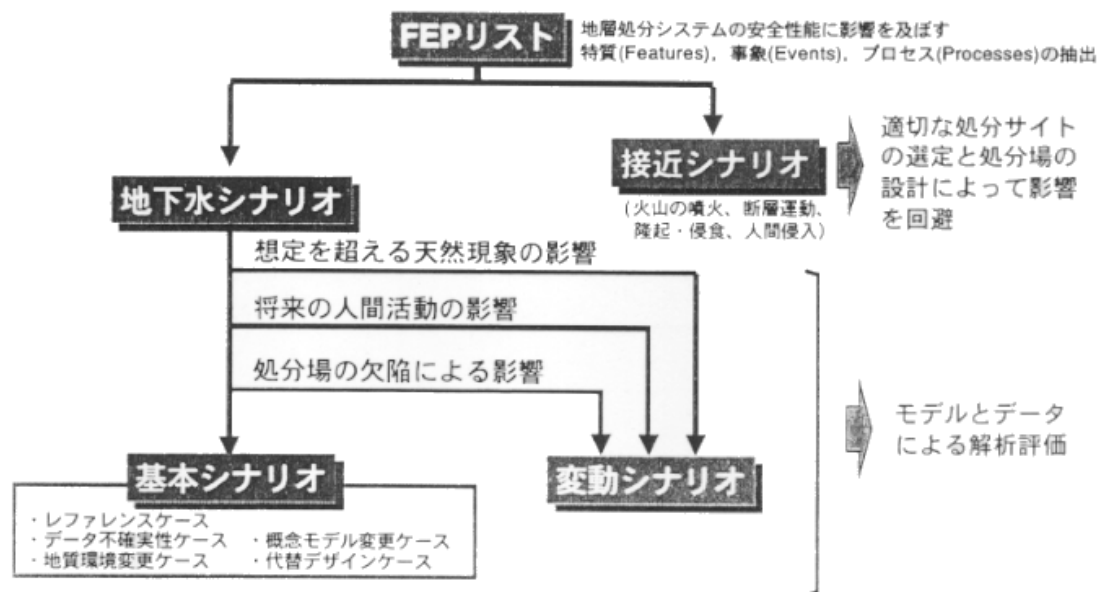 FEPリスト
地層処分システムの安全性能に影響を及ぼす
特質(Features)，事象(Events)，プロセス(Processes)の抽出
接近シナリオ
(火山の噴火、断層運動、
隆起・侵食、人間侵入)
適切な処分サイト
の選定と処分場の
設計によって影響
を回避
地下水シナリオ
想定を超える天然現象の影響
将来の人間活動の影響
処分場の欠陥による影響
モデルとデータ
による解析評価
基本シナリオ
変動シナリオ
・レファレンスケース
・データ不確実性ケース ・概念モデル変更ケース
・地質環境変更ケース ・代替デザインケース